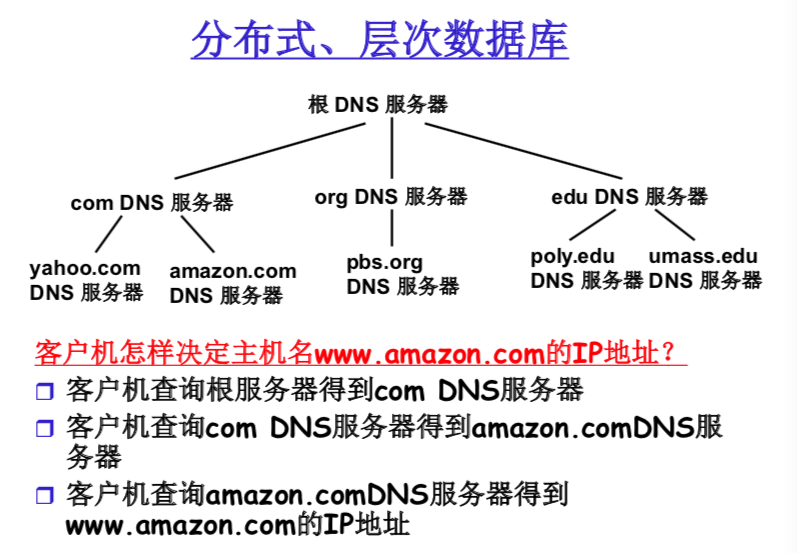 分布式、层次数据库
根 DNS 服务器
com DNS 服务器
org DNS 服务器
edu DNS 服务器
yahoo.com
DNS 服务器
amazon.com
DNS 服务器
pbs.org
DNS 服务器
poly.edu
DNS 服务器
umass.edu
DNS 服务器
客户机怎样决定主机名www.amazon.com的IP地址？
客户机查询根服务器得到com DNS服务器
客户机查询com DNS服务器得到amazon.comDNS服
务器
客户机查询amazon.comDNS服务器得到
www.amazon.com的IP地址